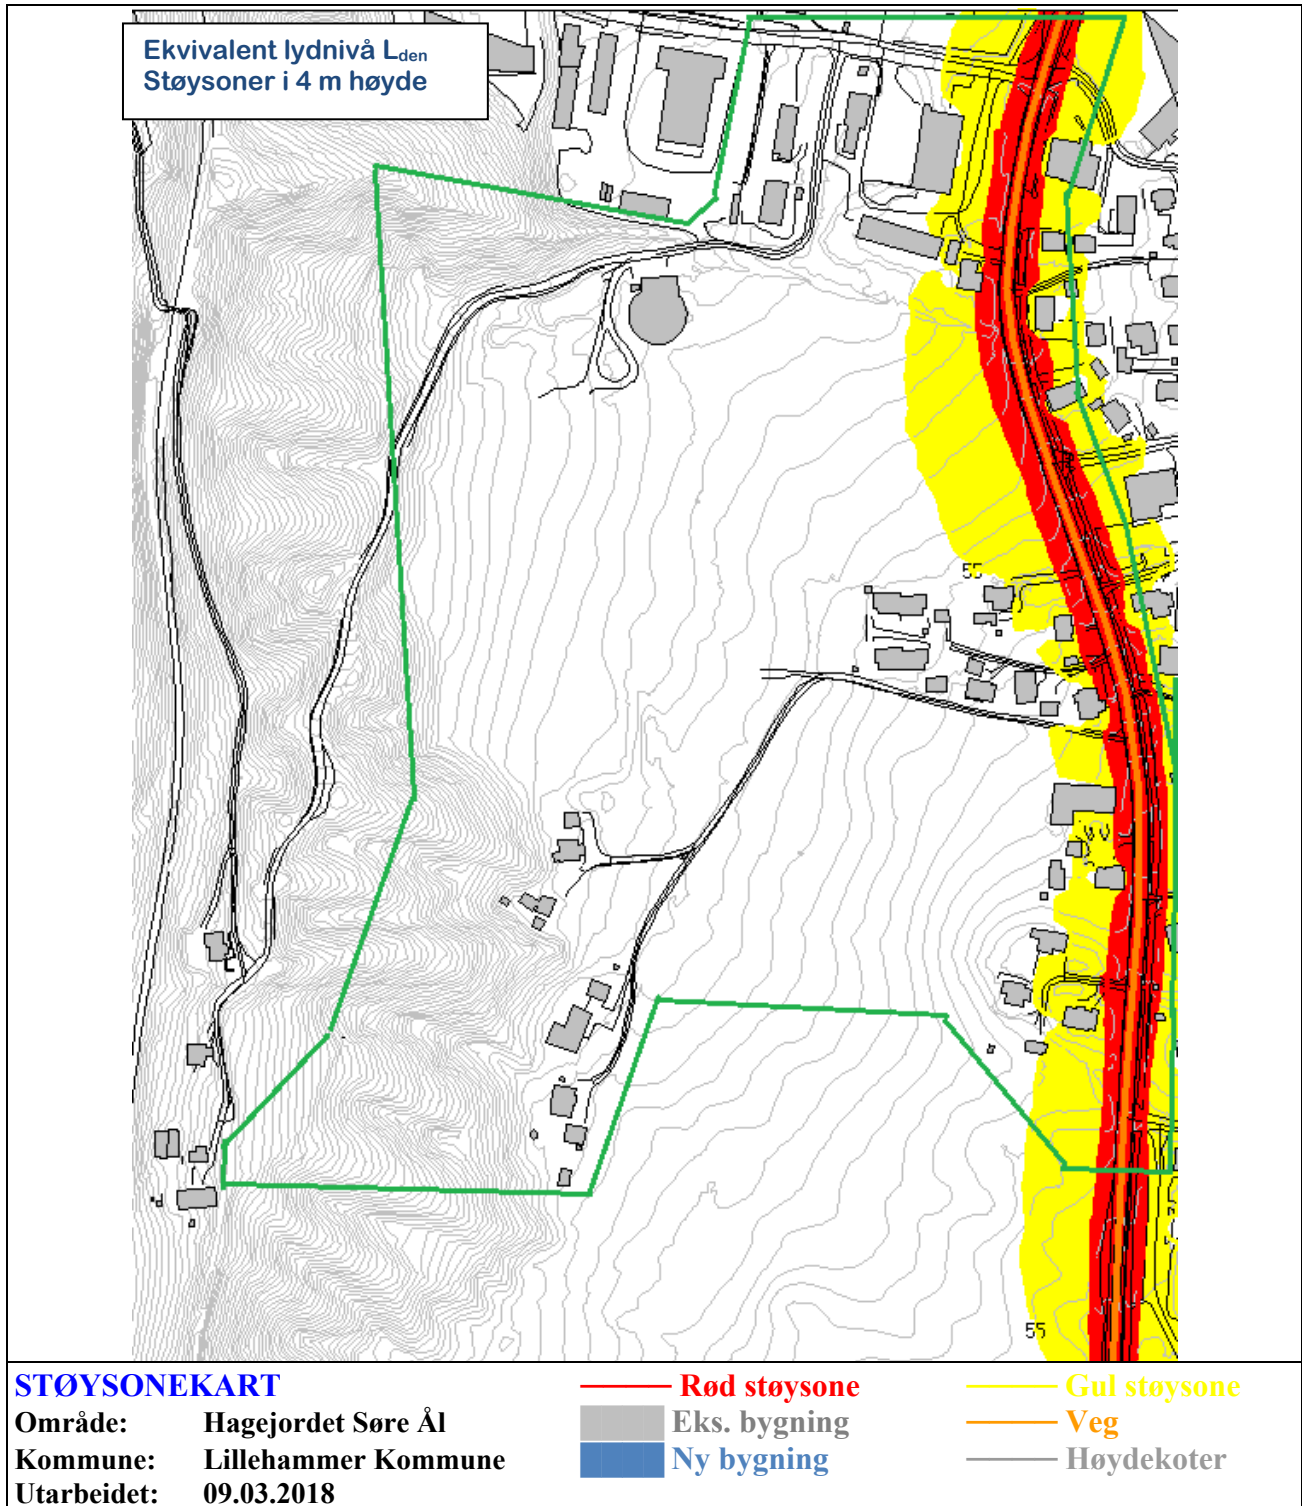 Ekvivalent lydnivå Lden
Støysoner i 4 m høyde
55
55
STØYSONEKART
Område: Hagejordet Søre Ål
Kommune: Lillehammer Kommune
Utarbeidet: 09.03.2018
Rød støysone
Eks. bygning
Ny bygning
Gul støysone
Veg
Høydekoter